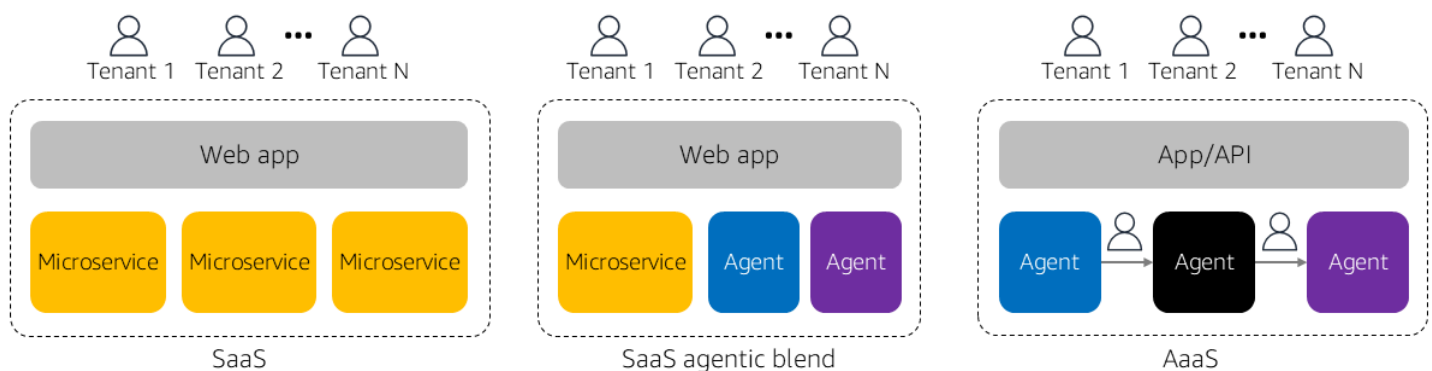 Tenant 1 Tenant 2 ... Tenant N
Tenant 1 Tenant 2 ... Tenant N
Tenant 1 Tenant 2 ... Tenant N
Web app
Web app
App/API
Microservice Microservice Microservice
Microservice Agent Agent
Agent Agent Agent
SaaS
SaaS agentic blend
AaaS